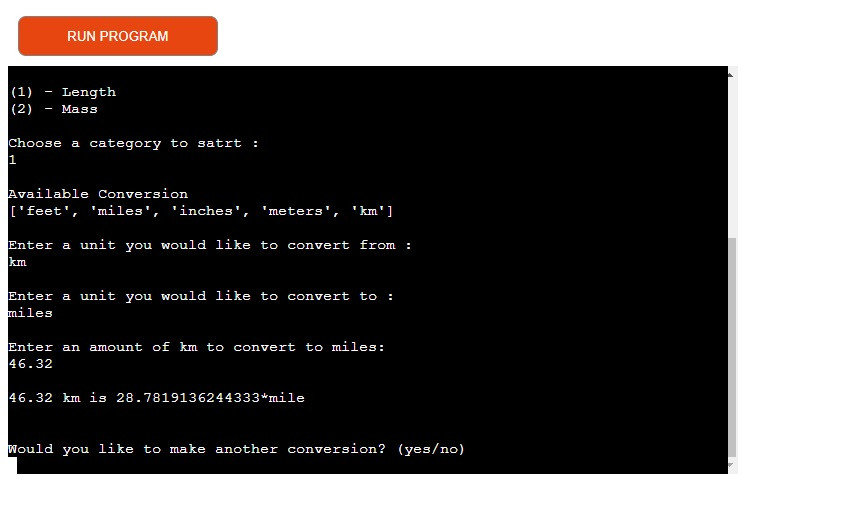 RUN PROGRAM
(1) - Length
(2) - Mass
Choose a category to satrt :
1
Available Conversion
['feet', 'miles', 'inches', 'meters', 'km']
Enter a unit you would like to convert from :
km
Enter a unit you would like to convert to :
miles
Enter an amount of km to convert to miles:
46.32
46.32 km is 28.7819136244333*mile
Would you like to make another conversion? (yes/no)